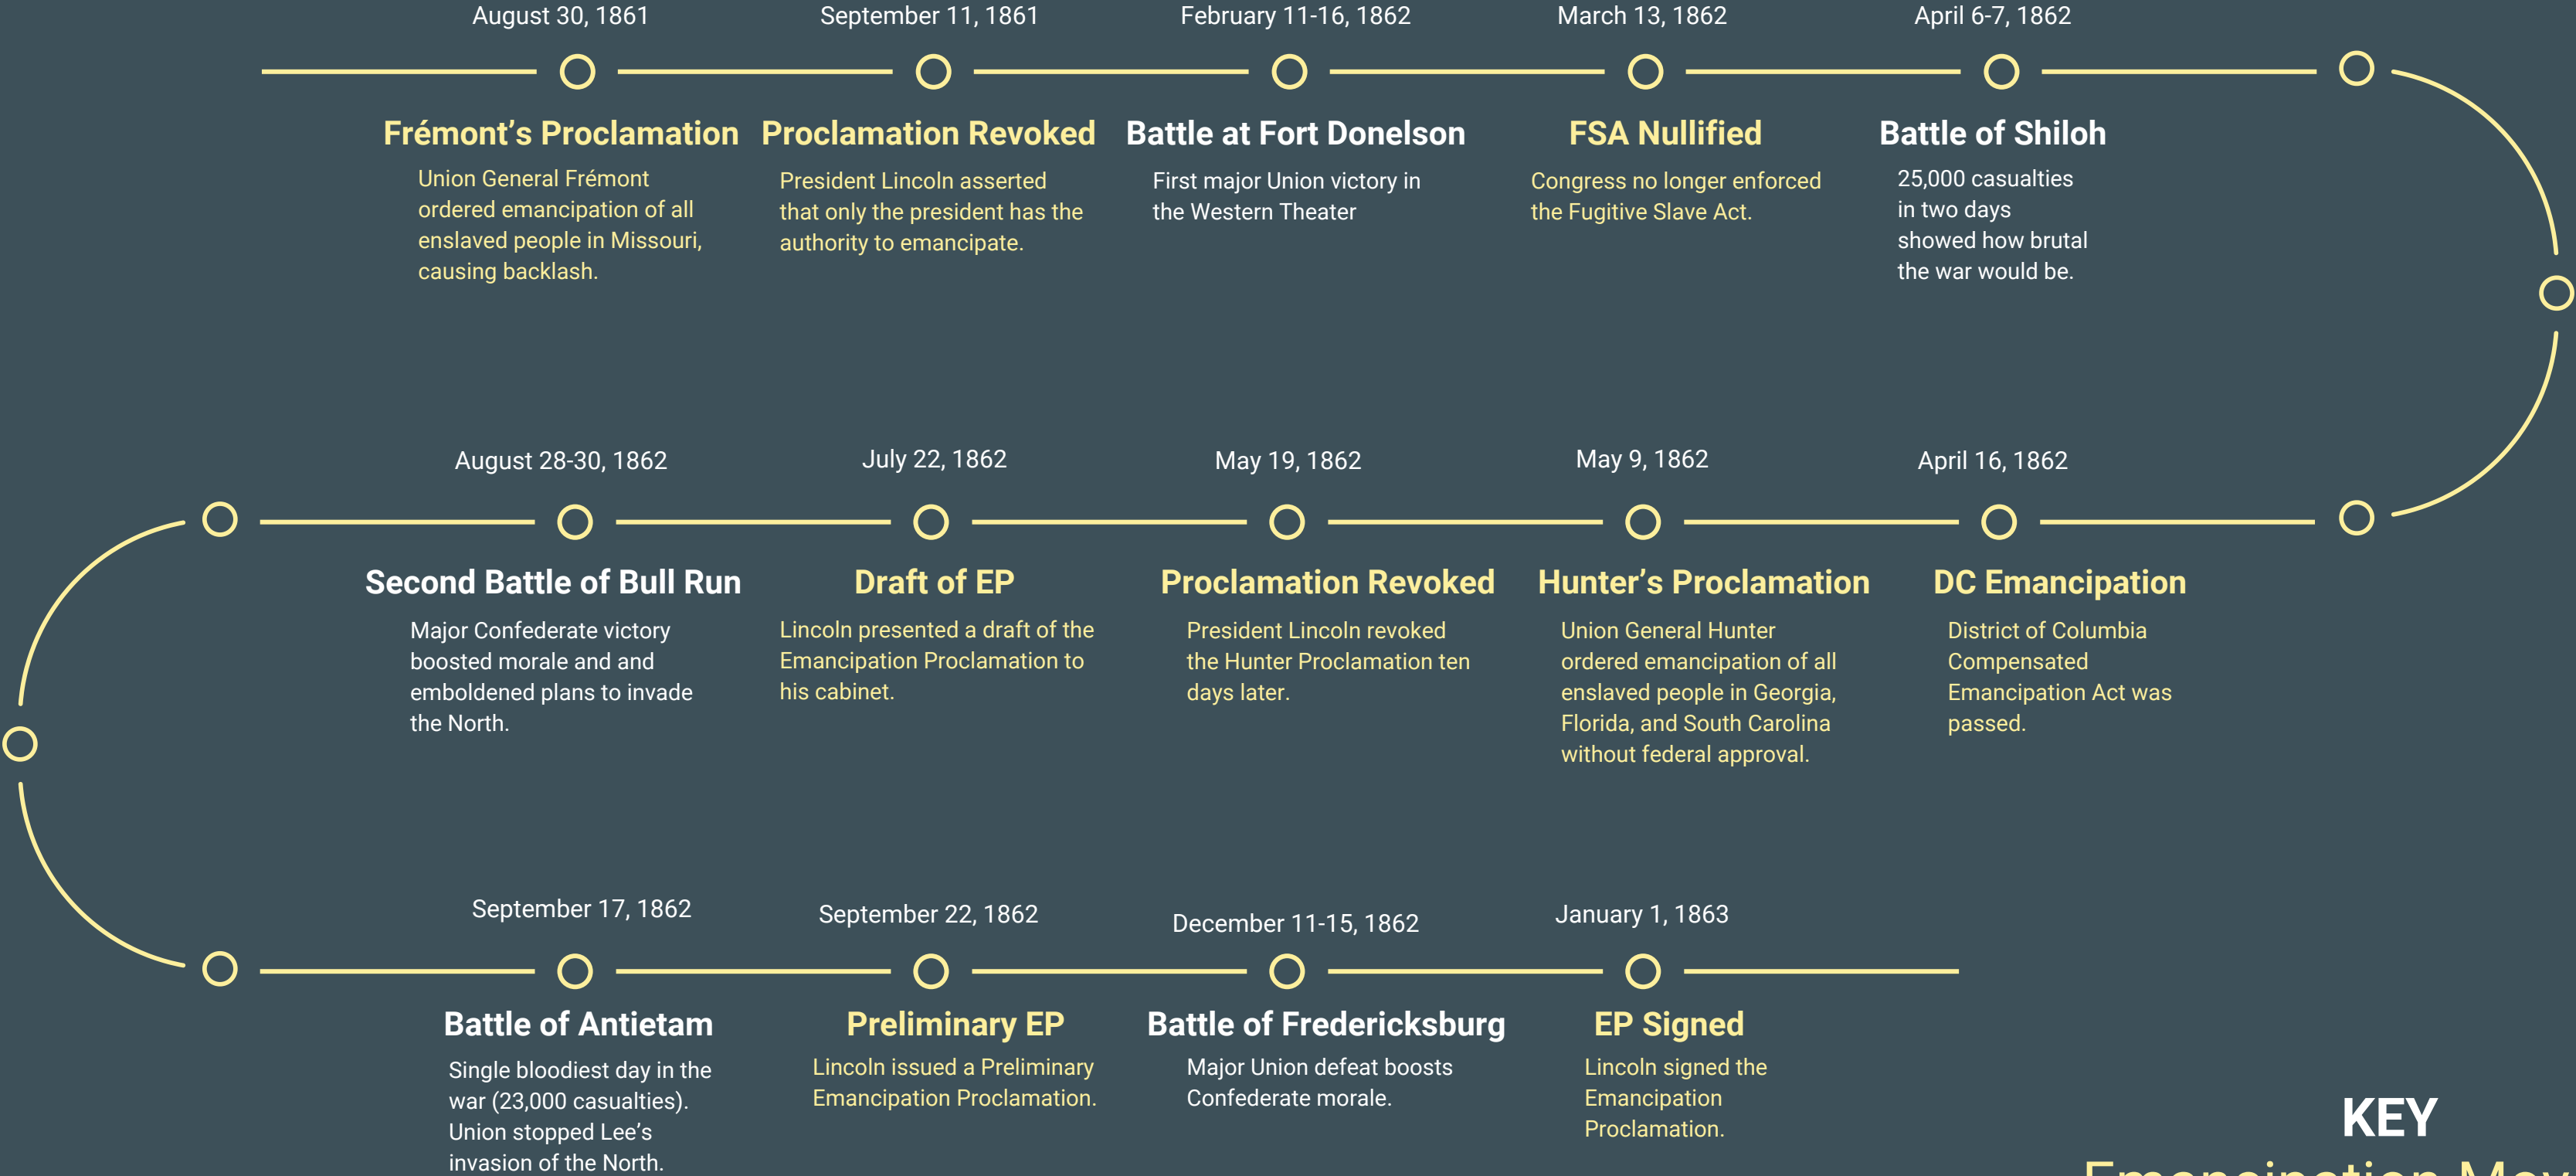 August 30, 1861
September 11, 1861
February 11-16, 1862
March 13, 1862
April 6-7, 1862
Frémont’s Proclamation
Union General Frémont
ordered emancipation of all
enslaved people in Missouri,
causing backlash.
Proclamation Revoked
President Lincoln asserted
that only the president has the
authority to emancipate.
Battle at Fort Donelson
First major Union victory in
the Western Theater
FSA Nullified
Congress no longer enforced
the Fugitive Slave Act.
Battle of Shiloh
25,000 casualties
in two days
showed how brutal
the war would be.
August 28-30, 1862
July 22, 1862
May 19, 1862
May 9, 1862
April 16, 1862
Second Battle of Bull Run
Major Confederate victory
boosted morale and and
emboldened plans to invade
the North.
Draft of EP
Lincoln presented a draft of the
Emancipation Proclamation to
his cabinet.
Proclamation Revoked
President Lincoln revoked
the Hunter Proclamation ten
days later.
Hunter’s Proclamation
Union General Hunter
ordered emancipation of all
enslaved people in Georgia,
Florida, and South Carolina
without federal approval.
DC Emancipation
District of Columbia
Compensated
Emancipation Act was
passed.
September 17, 1862
September 22, 1862
December 11-15, 1862
January 1, 1863
Battle of Antietam
Single bloodiest day in the
war (23,000 casualties).
Union stopped Lee’s
invasion of the North.
Preliminary EP
Lincoln issued a Preliminary
Emancipation Proclamation.
Battle of Fredericksburg
Major Union defeat boosts
Confederate morale.
EP Signed
Lincoln signed the
Emancipation
Proclamation.
KEY
Emancipation